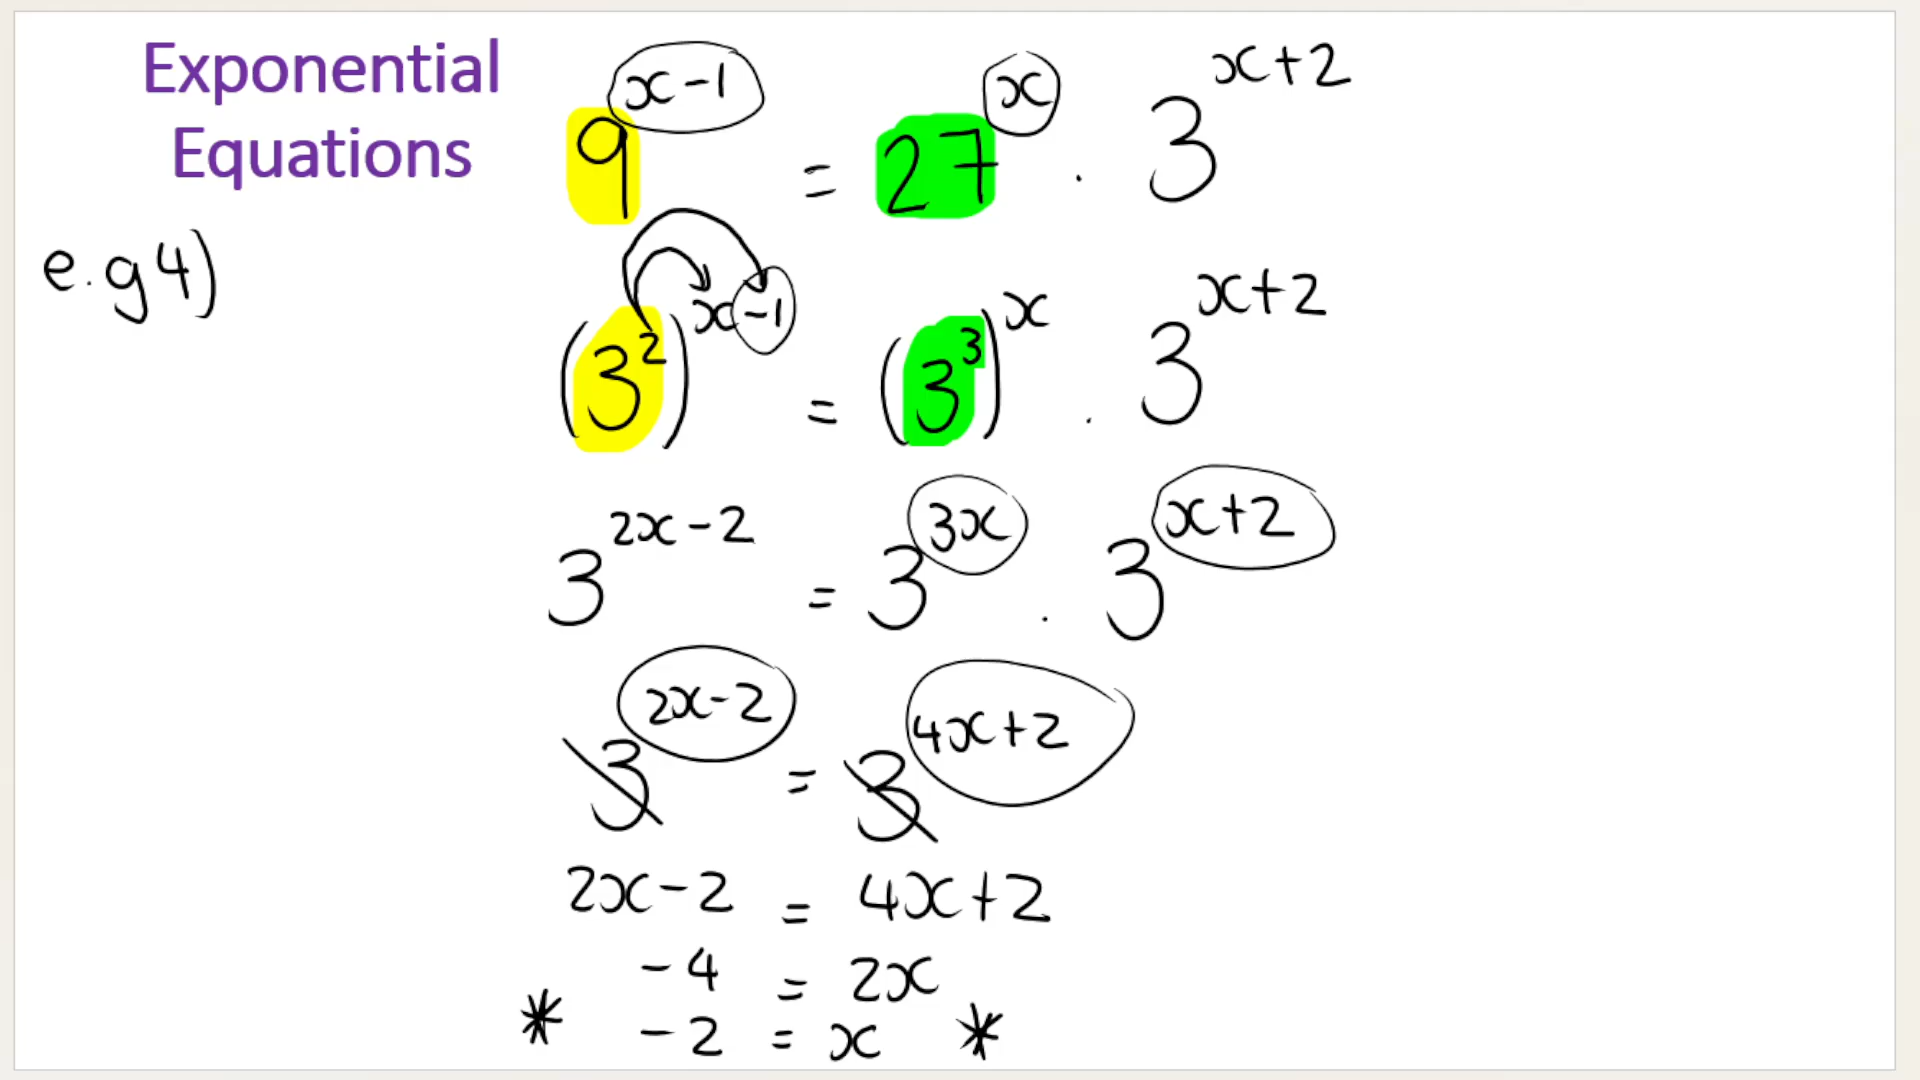 Exponential
Equations
e.g 4)
9^(x-1) = 27^x . 3^(x+2)
(3^2)^(x-1) = (3^3)^x . 3^(x+2)
3^(2x-2) = 3^(3x) . 3^(x+2)
3^(2x-2) = 3^(4x+2)
2x-2 = 4x+2
-4 = 2x
* -2 = x *